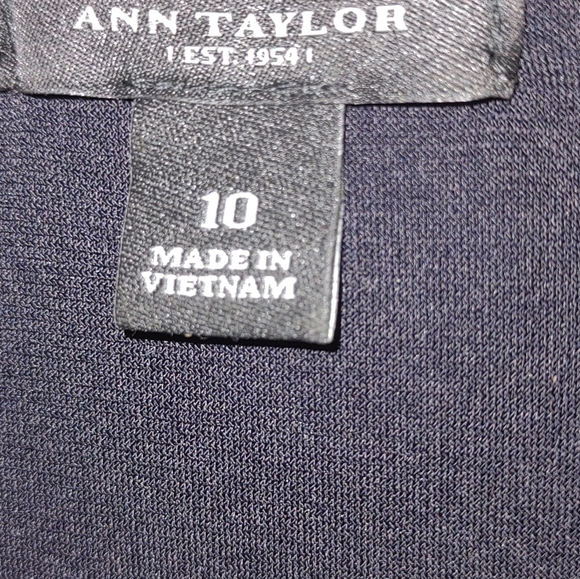 ANN TAYLOR
| EST. 1954 |
10
MADE IN
VIETNAM